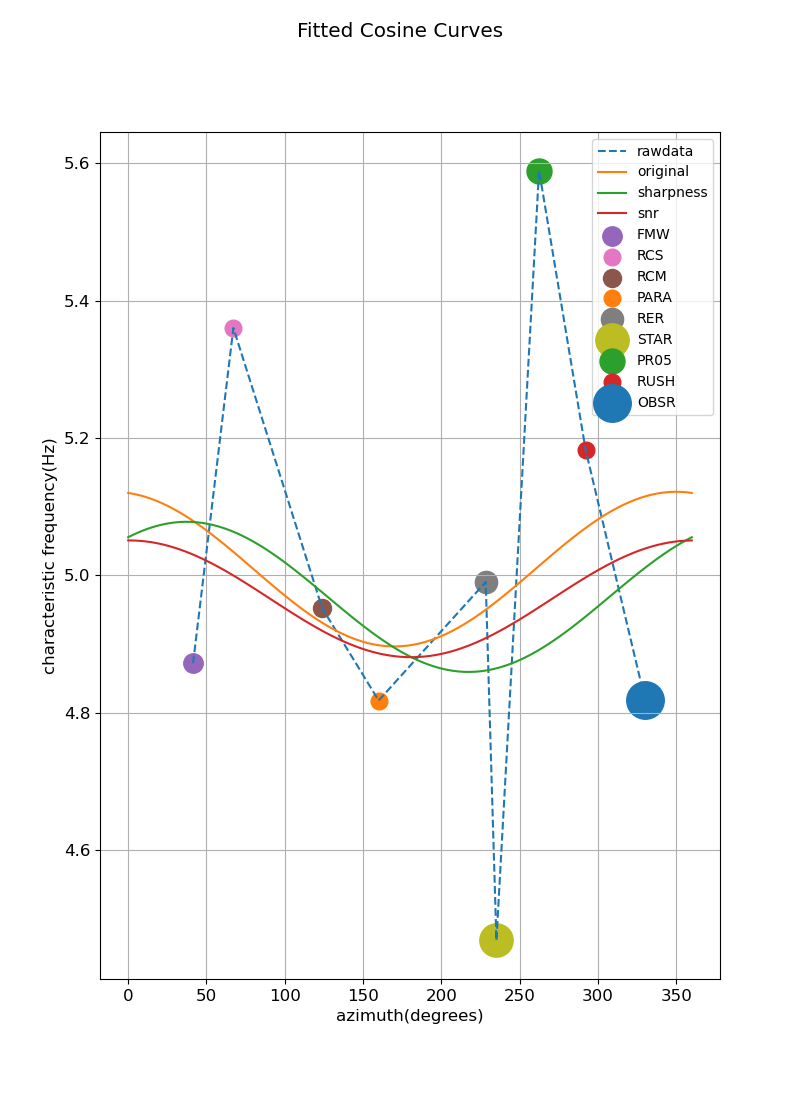 Fitted Cosine Curves
rawdata
original
sharpness
snr
FMW
RCS
RCM
PARA
RER
STAR
PR05
RUSH
OBSR
characteristic frequency(Hz)
5.6
5.4
5.2
5.0
4.8
4.6
0 50 100 150 200 250 300 350
azimuth(degrees)